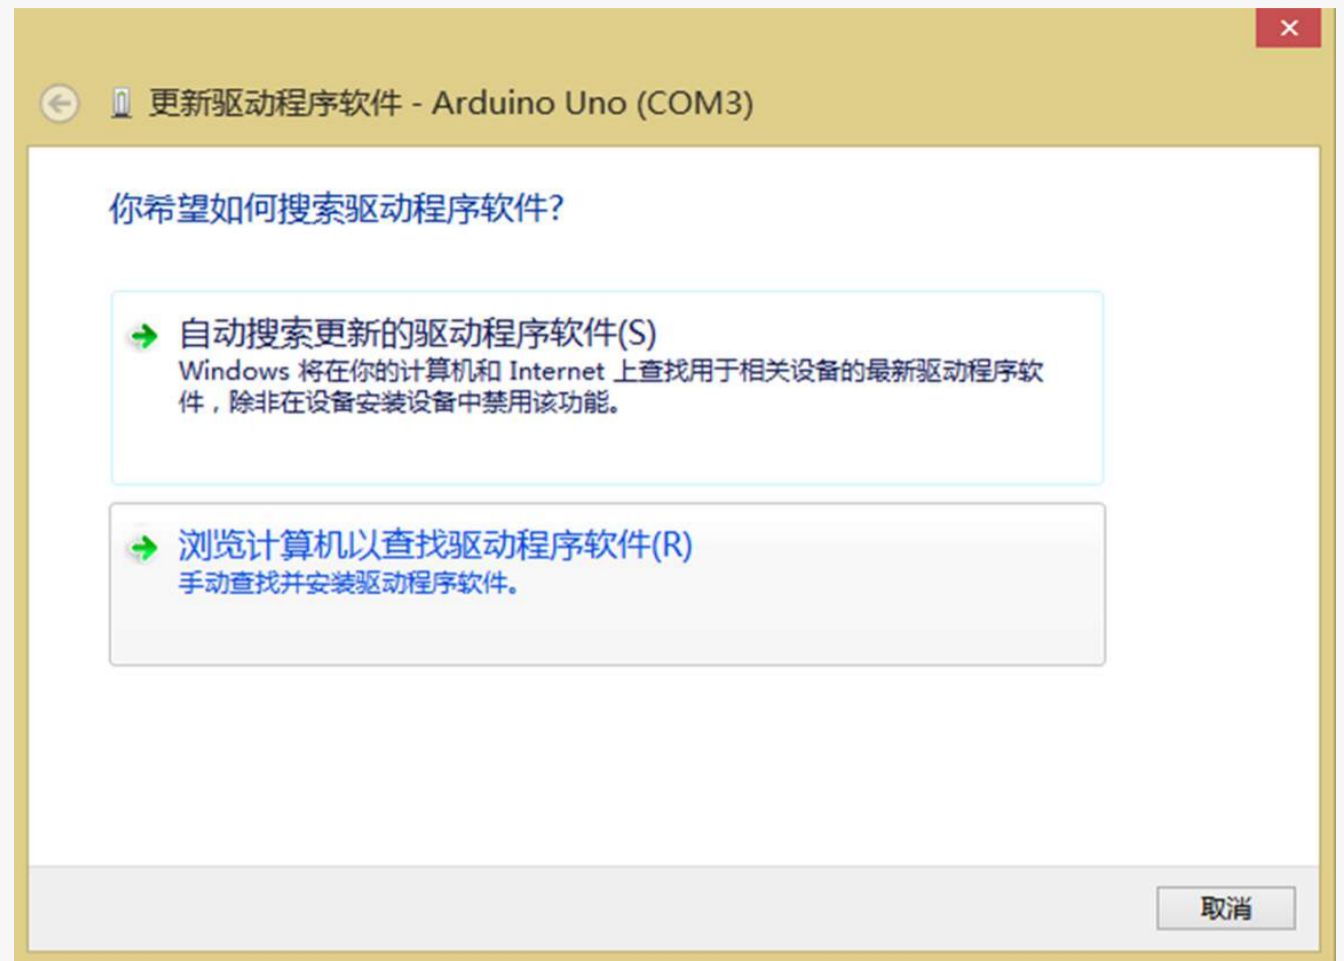 更新驱动程序软件 - Arduino Uno (COM3)
你希望如何搜索驱动程序软件?
自动搜索更新的驱动程序软件(S)
Windows 将在你的计算机和 Internet 上查找用于相关设备的最新驱动程序软
件，除非在设备安装设备中禁用该功能。
浏览计算机以查找驱动程序软件(R)
手动查找并安装驱动程序软件。
取消